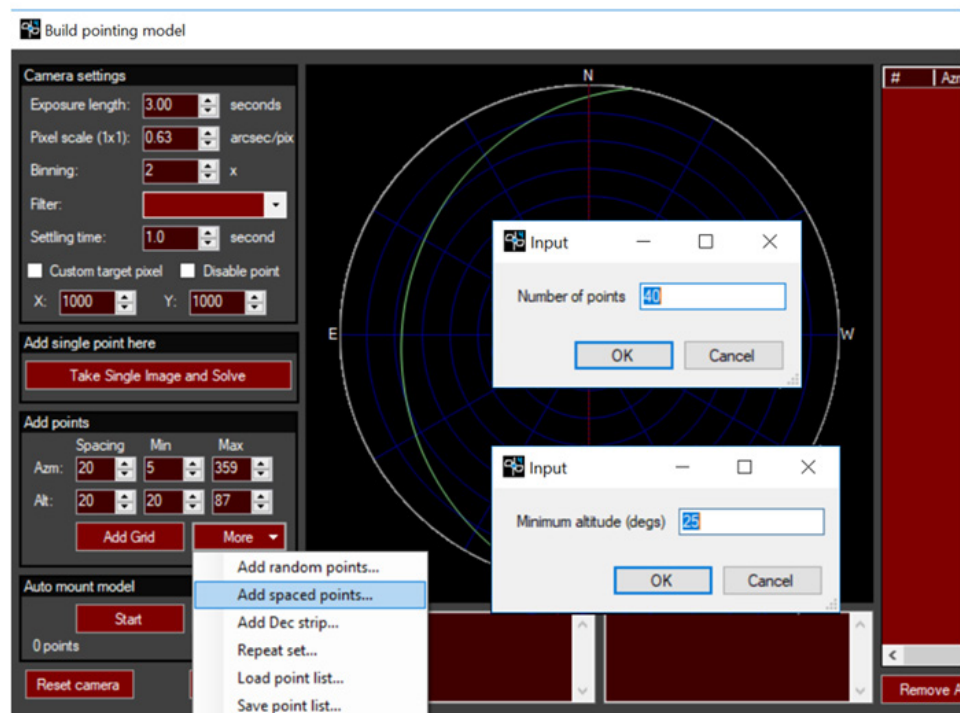 Build pointing model
Camera settings
Exposure length: 3.00 seconds
Pixel scale (1x1): 0.63 arcsec/pix
Binning: 2 x
Filter:
Settling time: 1.0 second
Custom target pixel Disable point
X: 1000 Y: 1000
Add single point here
Take Single Image and Solve
Add points
Spacing Min Max
Azm: 20 5 359
Alt: 20 20 87
Add Grid More
Add random points...
Add spaced points...
Add Dec strip...
Repeat set...
Load point list...
Save point list...
Auto mount model
Start
0 points
Reset camera
N
E
W
Input
Number of points 40
OK Cancel
Input
Minimum altitude (degs) 25
OK Cancel
# Azm
Remove A